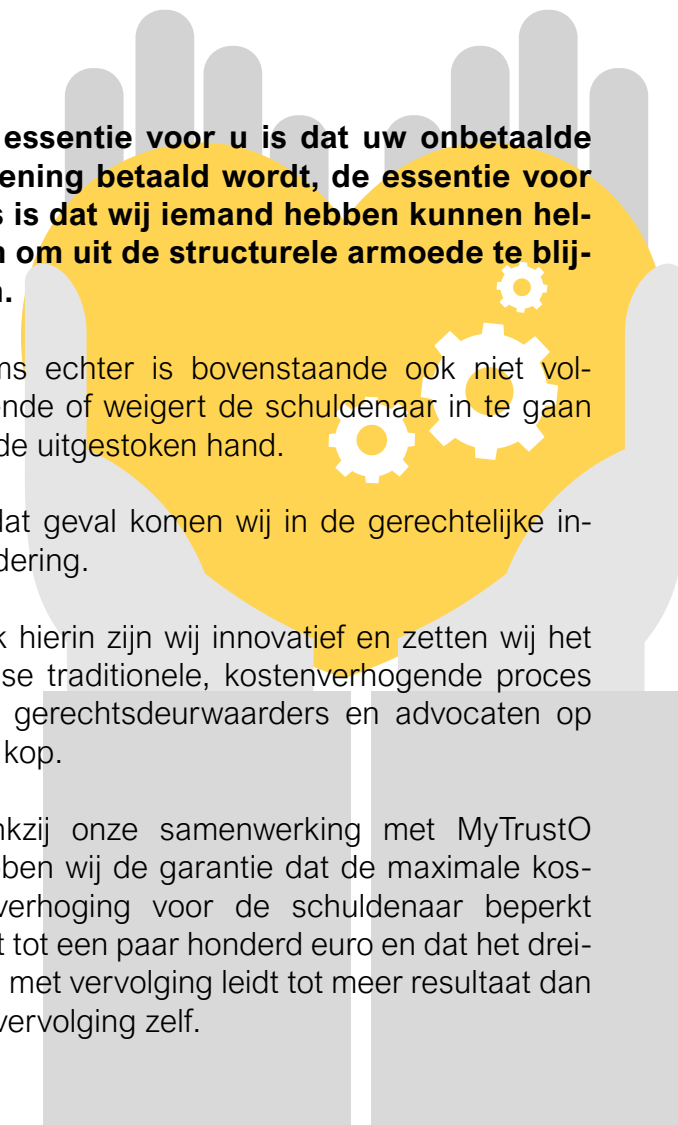 essentie voor u is dat uw onbetaalde
ening betaald wordt, de essentie voor
s is dat wij iemand hebben kunnen hel-
n om uit de structurele armoede te blij-
n.
ms echter is bovenstaande ook niet vol-
ende of weigert de schuldenaar in te gaan
de uitgestoken hand.
dat geval komen wij in de gerechtelijke in-
dering.
k hierin zijn wij innovatief en zetten wij het
se traditionele, kostenverhogende proces
gerechtsdeurwaarders en advocaten op
kop.
nkzij onze samenwerking met MyTrustO
bben wij de garantie dat de maximale kos-
verhoging voor de schuldenaar beperkt
t tot een paar honderd euro en dat het drei-
met vervolging leidt tot meer resultaat dan
vervolging zelf.